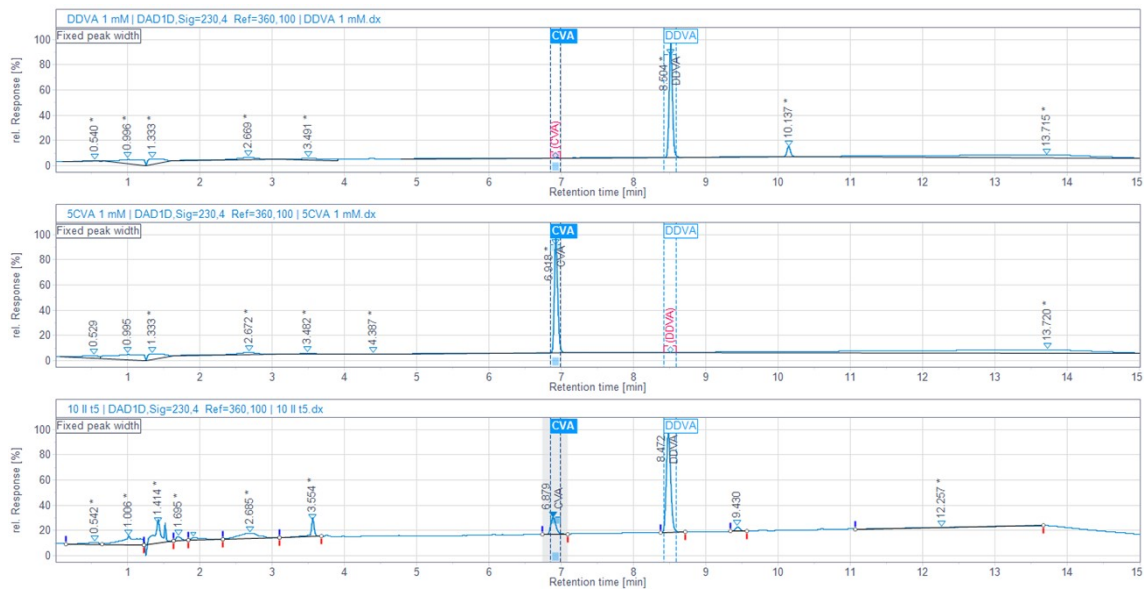 DDVA 1 mM | DAD1D,Sig=230,4 Ref=360,100 | DDVA 1 mM.dx
Fixed peak width
CVA
DDVA
rel. Response [%]
100
80
60
40
20
0
0.540 *
0.996 *
1.333 *
2.669 *
3.491 *
? (CVA)
8.504 *
DDVA
10.137 *
13.715 *
1 2 3 4 5 6 7 8 9 10 11 12 13 14 15
Retention time [min]
5CVA 1 mM | DAD1D,Sig=230,4 Ref=360,100 | 5CVA 1 mM.dx
Fixed peak width
CVA
DDVA
rel. Response [%]
100
80
60
40
20
0
0.529
0.995
1.333 *
2.672 *
3.482 *
4.387 *
6.918 *
CVA
? (DDVA)
13.720 *
1 2 3 4 5 6 7 8 9 10 11 12 13 14 15
Retention time [min]
10 II t5 | DAD1D,Sig=230,4 Ref=360,100 | 10 II t5.dx
Fixed peak width
CVA
DDVA
rel. Response [%]
100
80
60
40
20
0
0.542 *
1.006 *
1.414 *
1.695 *
2.685 *
3.554 *
6.879
CVA
8.472
DDVA
9.430
12.257 *
1 2 3 4 5 6 7 8 9 10 11 12 13 14 15
Retention time [min]